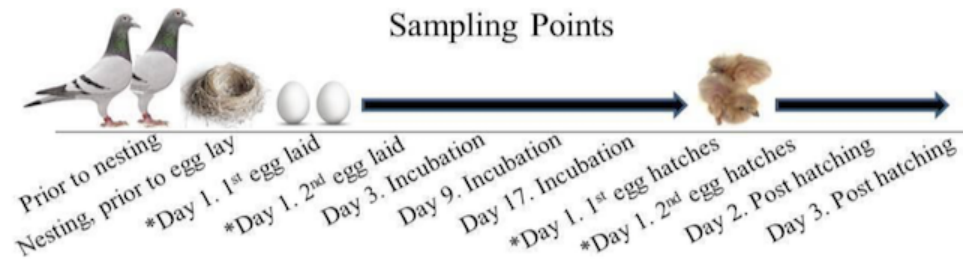 Sampling Points
Prior to nesting
Nesting, prior to egg lay
*Day 1. 1st egg laid
*Day 1. 2nd egg laid
Day 3. Incubation
Day 9. Incubation
Day 17. Incubation
*Day 1. 1st egg hatches
*Day 1. 2nd egg hatches
Day 2. Post hatching
Day 3. Post hatching